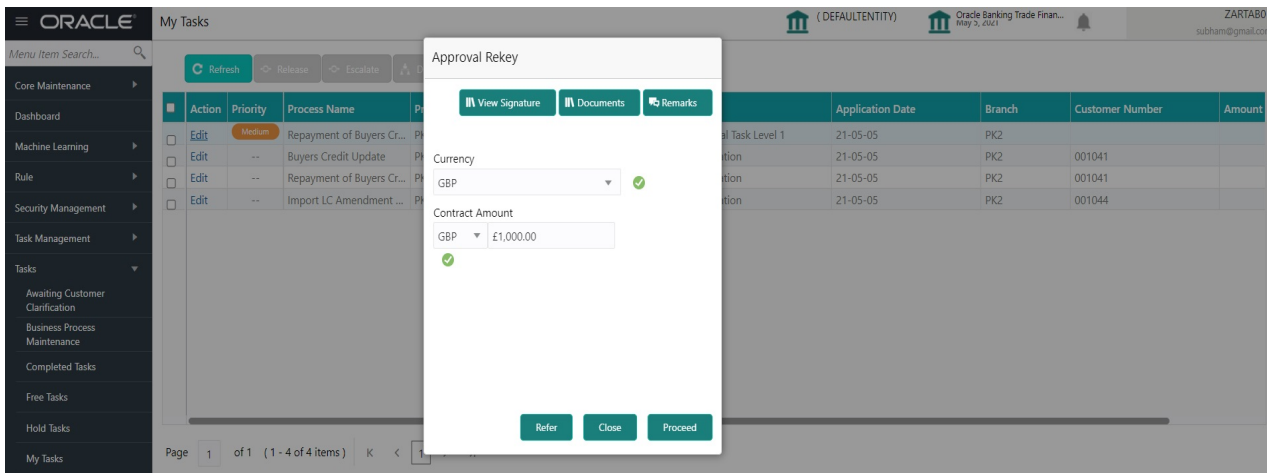 ORACLE
My Tasks
( DEFAULTENTITY)
Oracle Banking Trade Finan...
May 5, 2021
ZARTAB0
subham@gmail.com
Menu Item Search...
Core Maintenance
Dashboard
Machine Learning
Rule
Security Management
Task Management
Tasks
Awaiting Customer
Clarification
Business Process
Maintenance
Completed Tasks
Free Tasks
Hold Tasks
My Tasks
Refresh
Release
Escalate
Action Priority Process Name Application Date Branch Customer Number Amount
Edit Medium Repayment of Buyers Cr... al Task Level 1 21-05-05 PK2
Edit -- Buyers Credit Update ation 21-05-05 PK2 001041
Edit -- Repayment of Buyers Cr... ation 21-05-05 PK2 001041
Edit -- Import LC Amendment ... ation 21-05-05 PK2 001044
Page 1 of 1 (1 - 4 of 4 items) K < 1
Approval Rekey
View Signature
Documents
Remarks
Currency
GBP
Contract Amount
GBP £1,000.00
Refer
Close
Proceed